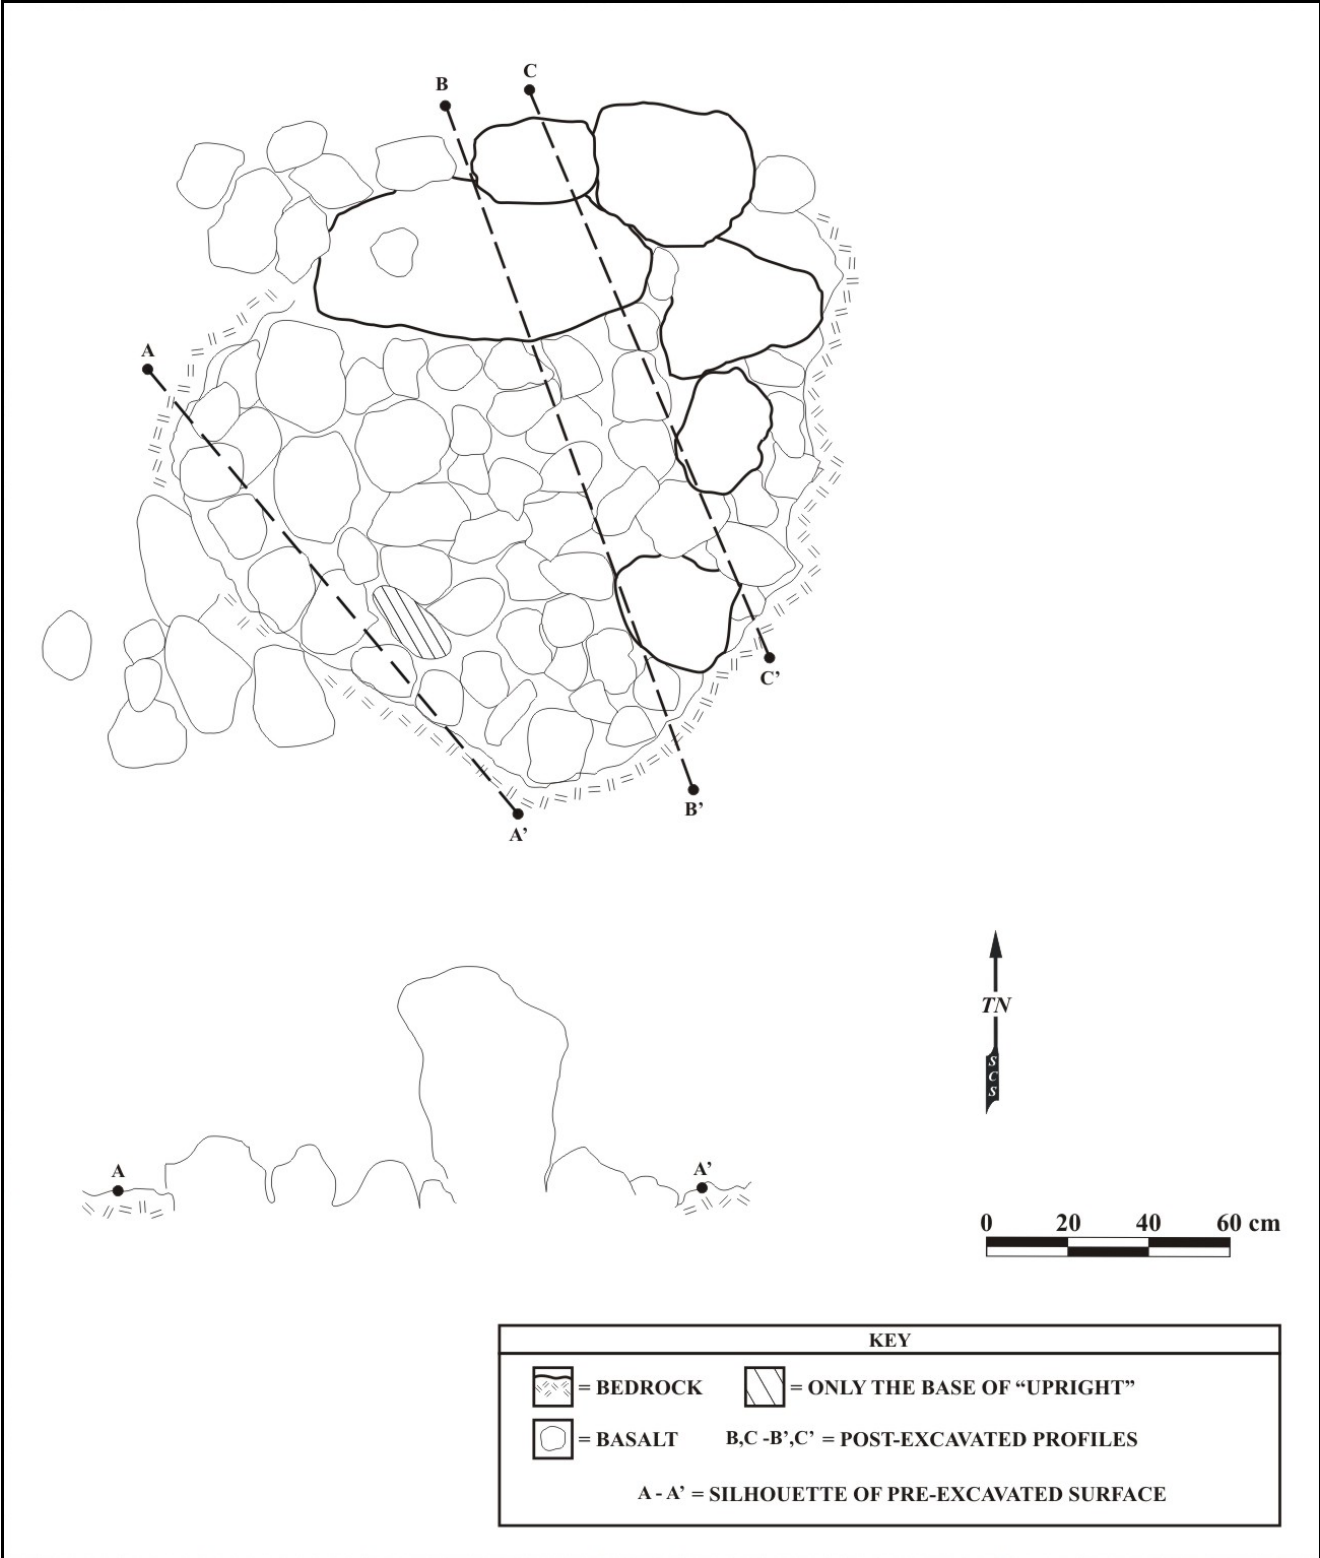 C
B
A
C’
B’
A’
TN
S
C
S
A
A’
0 20 40 60 cm
KEY
= BEDROCK
= ONLY THE BASE OF “UPRIGHT”
= BASALT
B,C -B’,C’ = POST-EXCAVATED PROFILES
A - A’ = SILHOUETTE OF PRE-EXCAVATED SURFACE